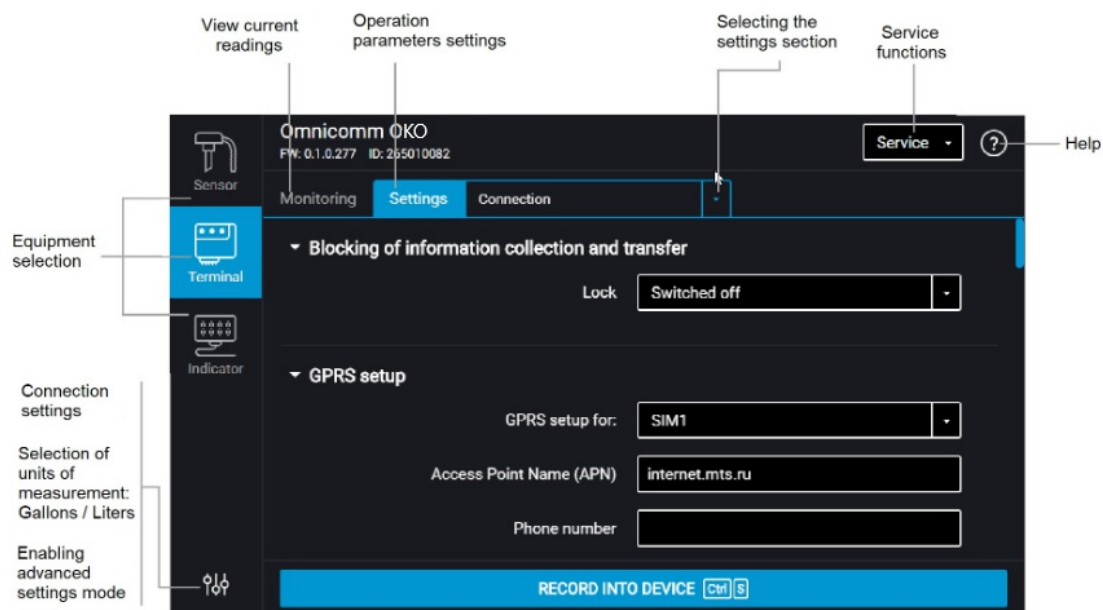 View current
readings
Operation
parameters settings
Selecting the
settings section
Service
functions
Omnicomm OKO
FW: 0.1.0.277 ID: 265010082
Service
?
Help
Sensor
Monitoring
Settings
Connection
Equipment
selection
Terminal
Blocking of information collection and transfer
Lock
Switched off
Indicator
GPRS setup
GPRS setup for:
SIM1
Access Point Name (APN)
internet.mts.ru
Phone number
Connection
settings
Selection of
units of
measurement:
Gallons / Liters
Enabling
advanced
settings mode
RECORD INTO DEVICE Ctrl S